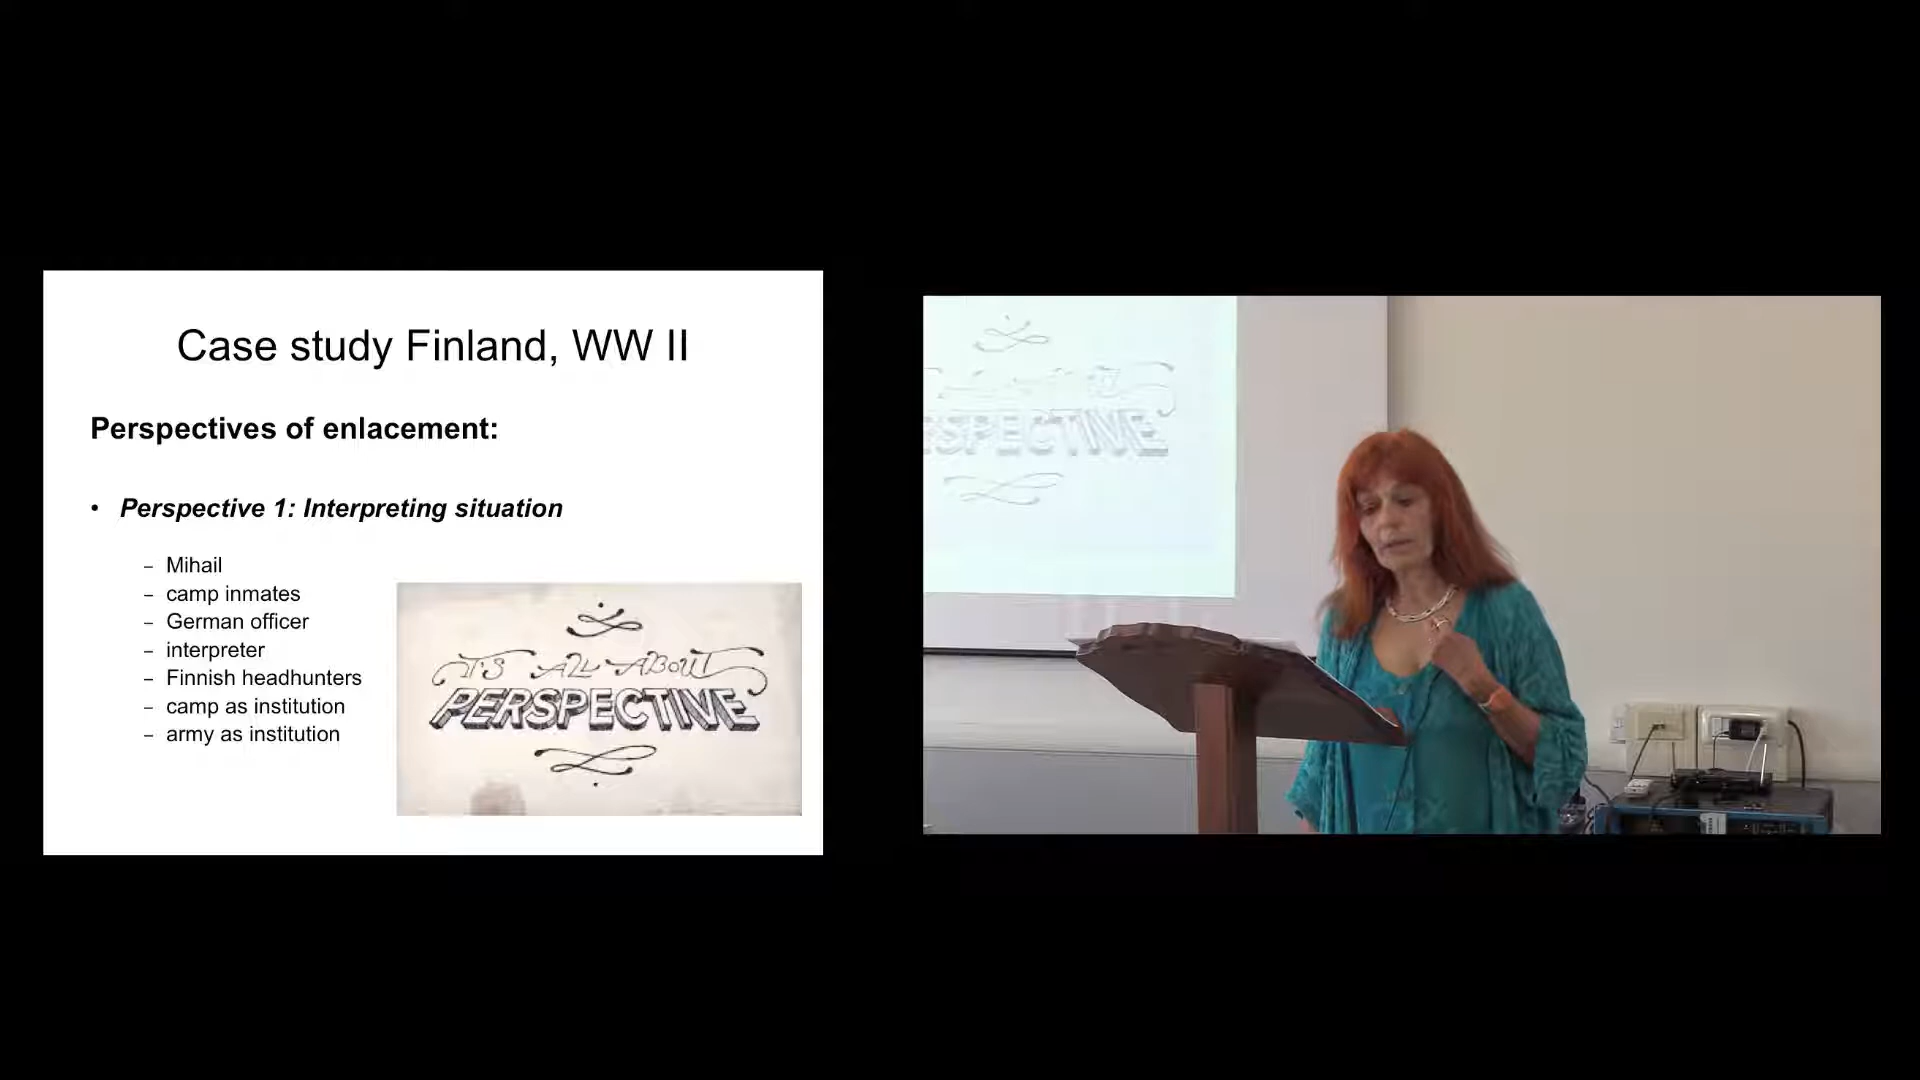 Case study Finland, WW II
Perspectives of enlacement:
• Perspective 1: Interpreting situation
– Mihail
– camp inmates
– German officer
– interpreter
– Finnish headhunters
– camp as institution
– army as institution
IT'S ALL ABOUT
PERSPECTIVE
PERSPECTIVE